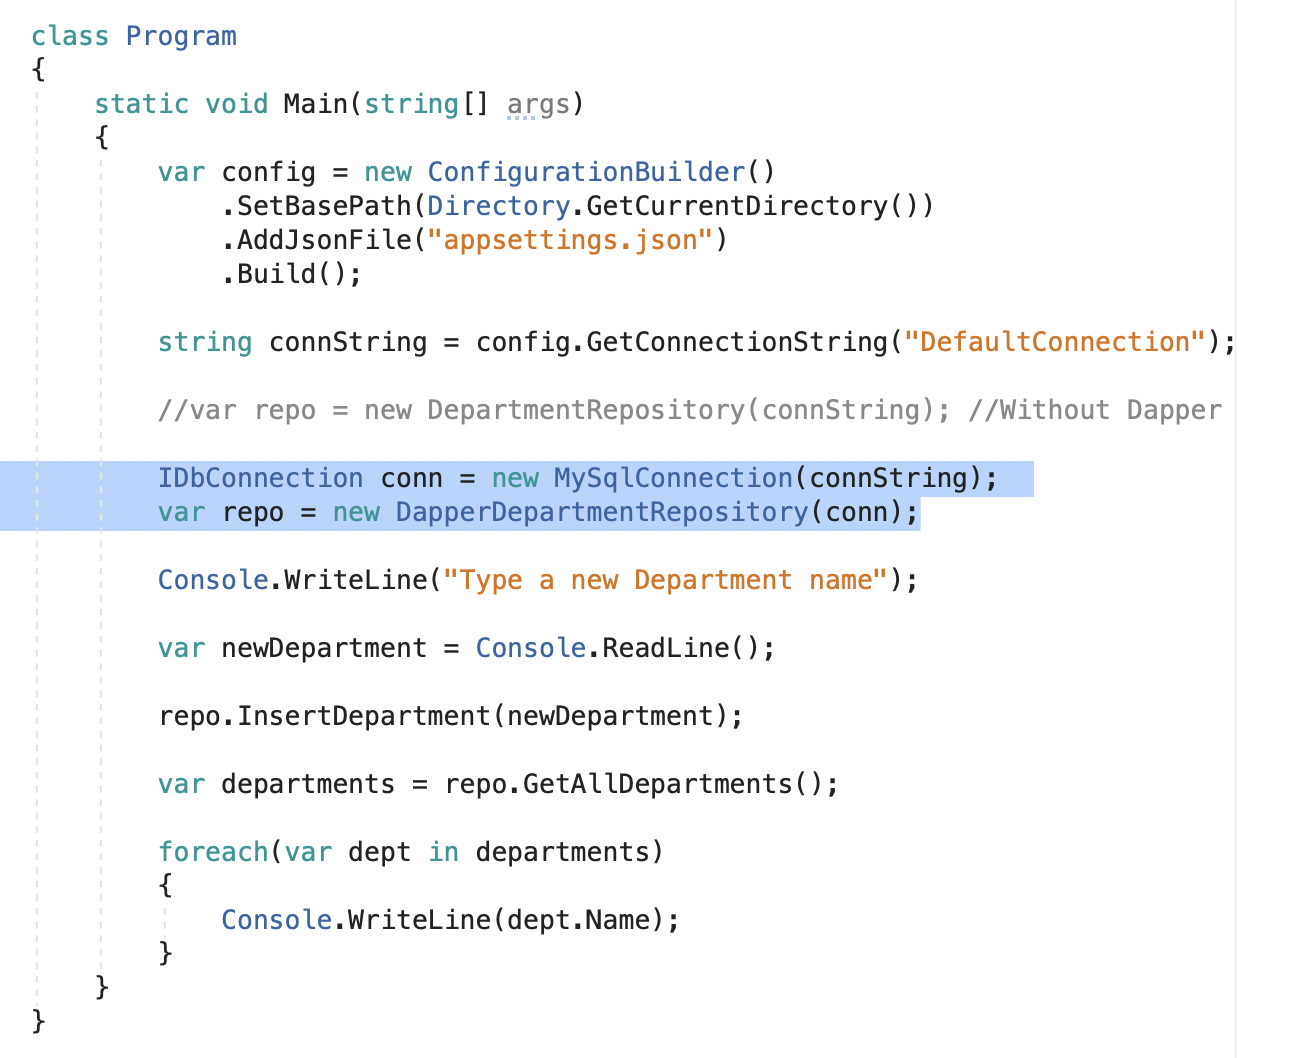 class Program
{
    static void Main(string[] args)
    {
        var config = new ConfigurationBuilder()
            .SetBasePath(Directory.GetCurrentDirectory())
            .AddJsonFile("appsettings.json")
            .Build();

        string connString = config.GetConnectionString("DefaultConnection");

        //var repo = new DepartmentRepository(connString); //Without Dapper

        IDbConnection conn = new MySqlConnection(connString);
        var repo = new DapperDepartmentRepository(conn);

        Console.WriteLine("Type a new Department name");

        var newDepartment = Console.ReadLine();

        repo.InsertDepartment(newDepartment);

        var departments = repo.GetAllDepartments();

        foreach(var dept in departments)
        {
            Console.WriteLine(dept.Name);
        }
    }
}